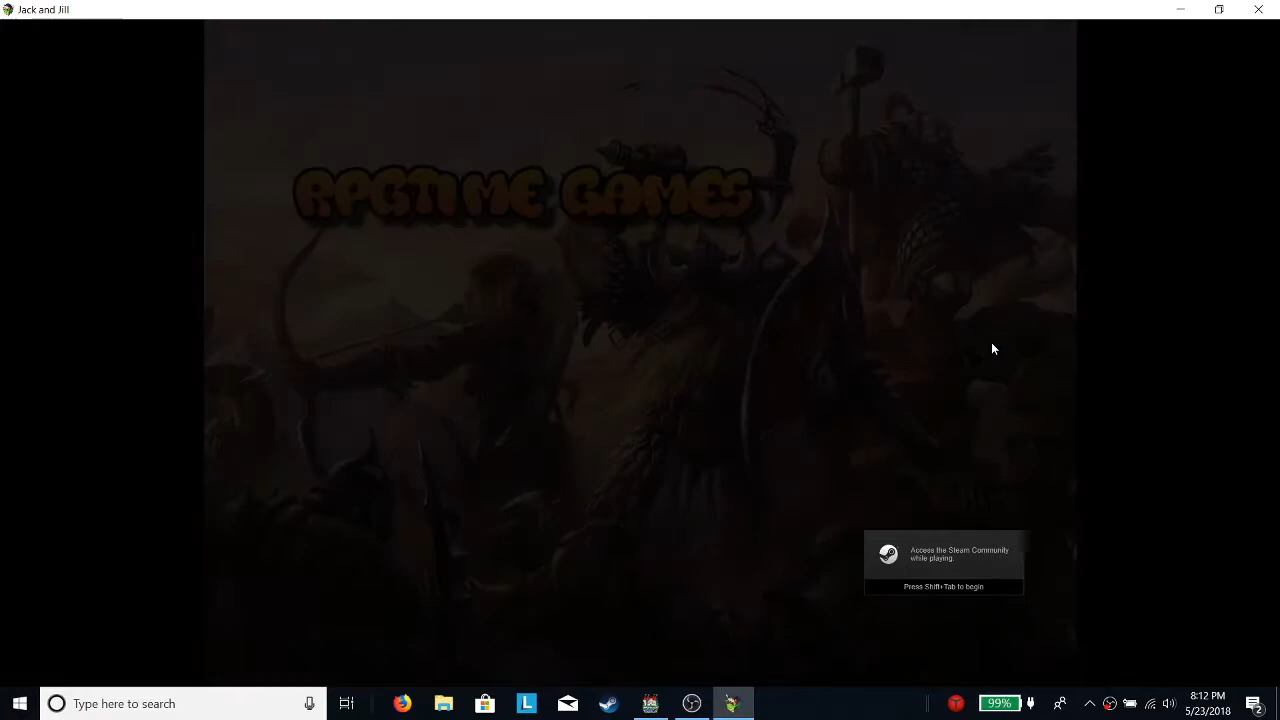 Jack and Jill
RPGTIME GAMES
Access the Steam Community
while playing.
Press Shift+Tab to begin
Type here to search
L
99%
8:12 PM
5/23/2018
2